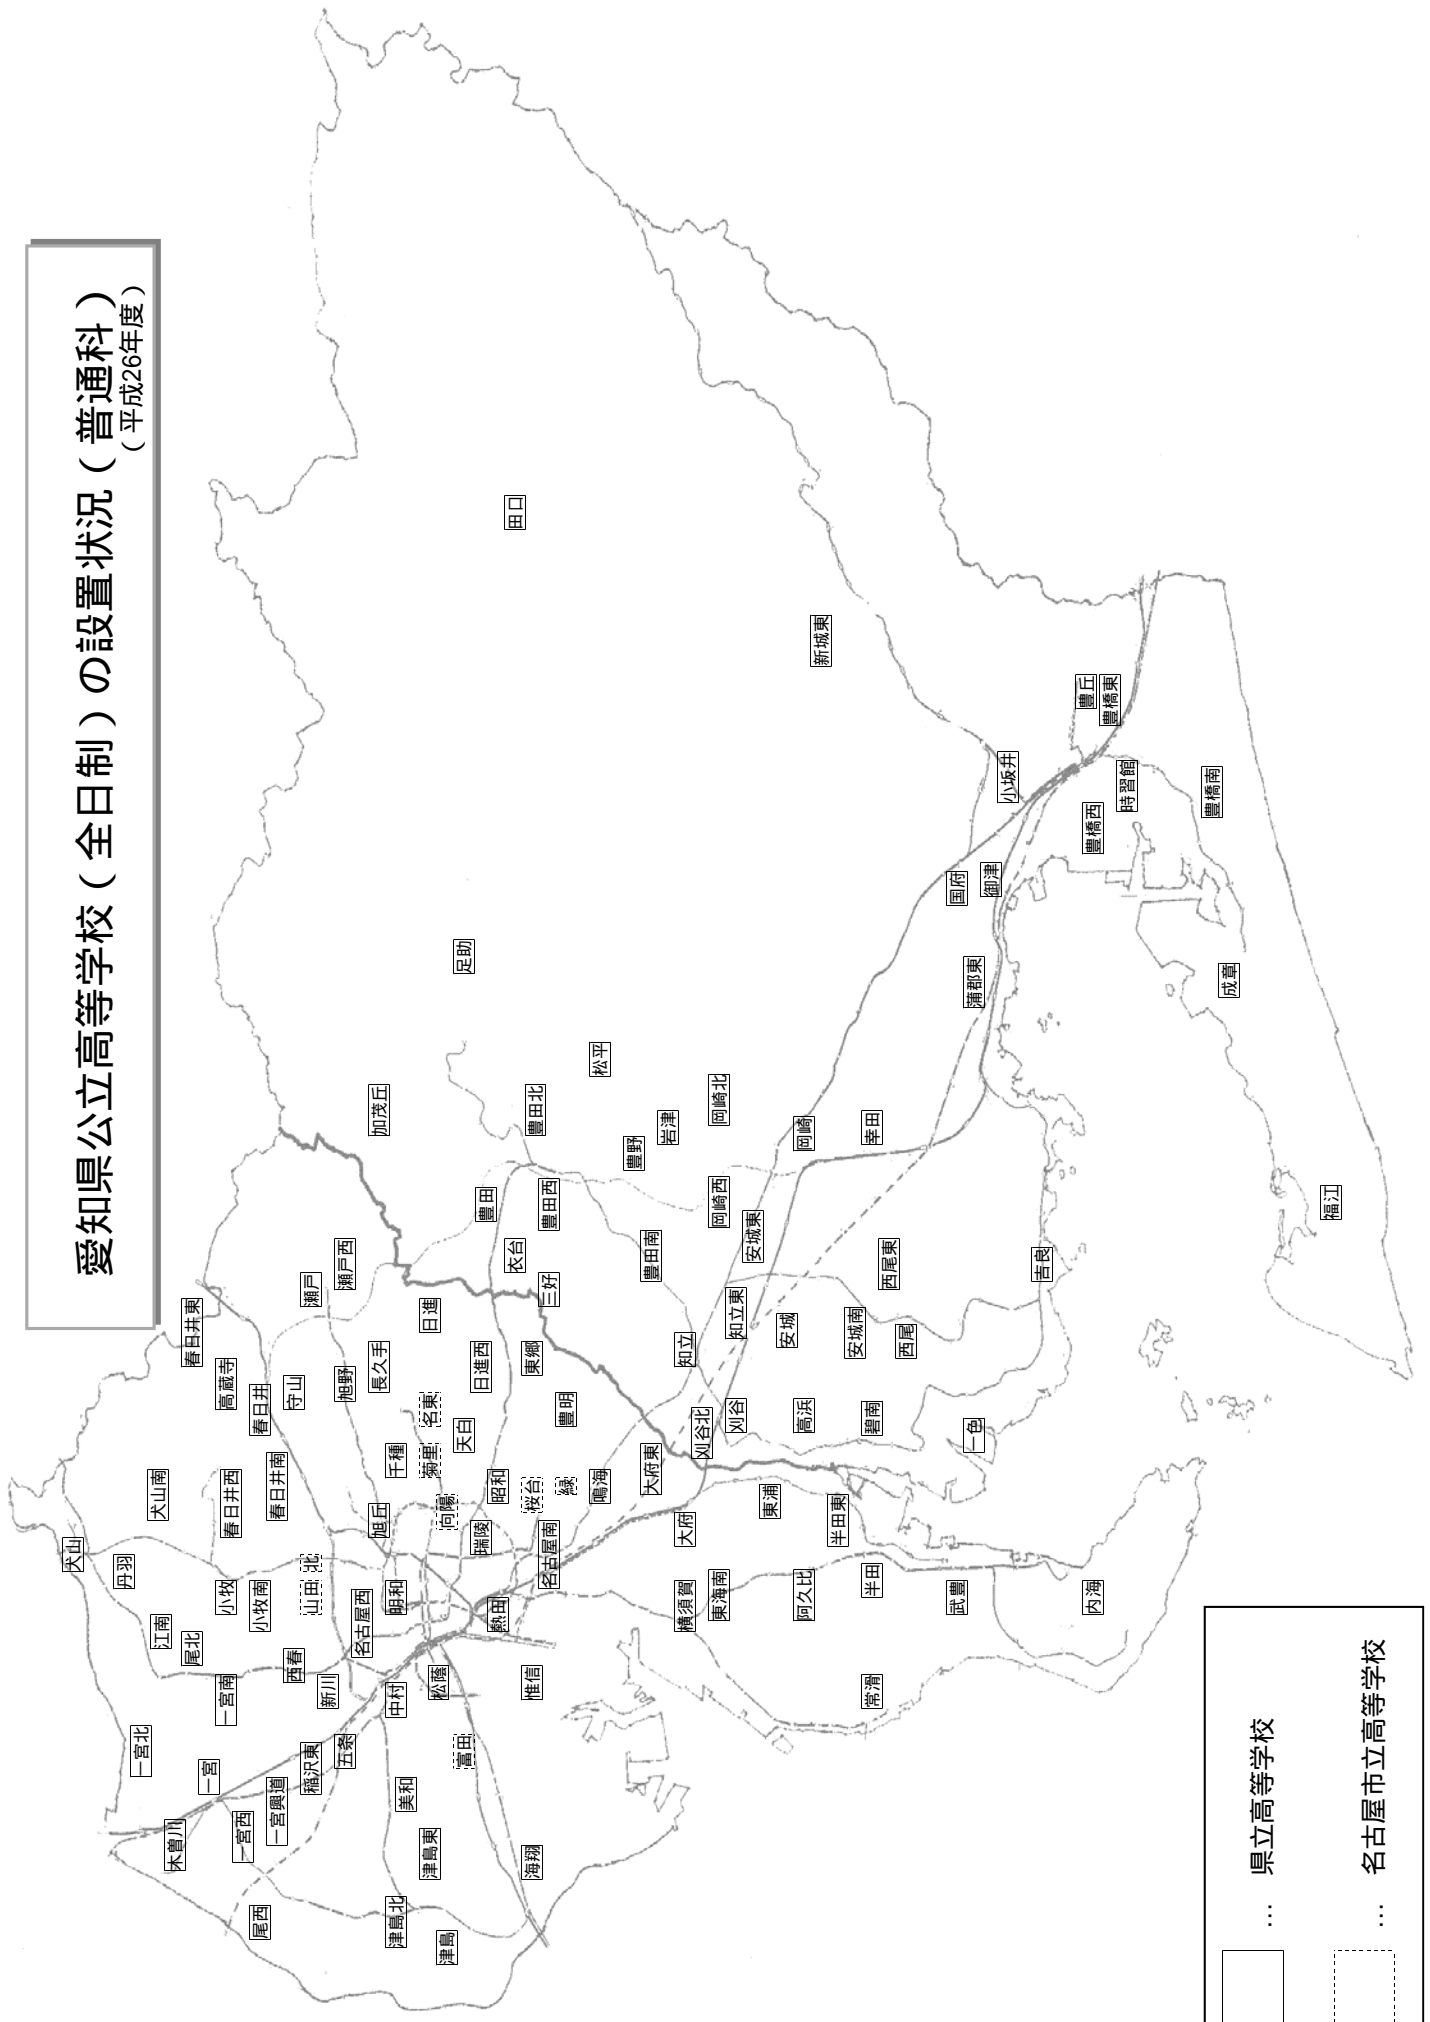 愛知県公立高等学校（全日制）の設置状況（普通科）
（平成26年度）
犬山
丹羽
犬山南
江南
尾北
一宮北
木曽川
一宮
一宮南
一宮西
一宮興道
尾西
春日井東
高蔵寺
春日井
守山
春日井西
春日井南
小牧
小牧南
西春
新川
稲沢東
五条
北
山田
名古屋西
明和
中村
松蔭
熱田
惟信
富田
美和
津島東
津島北
津島
海翔
瀬戸
瀬戸西
旭野
長久手
日進
日進西
東郷
豊明
名東
天白
千種
菊里
向陽
旭丘
昭和
瑞陵
桜台
緑
鳴海
名古屋南
大府東
大府
東浦
半田東
横須賀
東海南
阿久比
半田
武豊
常滑
内海
加茂丘
足助
田口
新城東
松平
豊田北
豊田
豊田西
衣台
三好
豊田南
豊野
岩津
岡崎北
岡崎西
岡崎
幸田
安城東
知立東
知立
安城
安城南
刈谷北
刈谷
高浜
碧南
西尾東
西尾
一色
吉良
蒲郡東
国府
御津
小坂井
豊丘
豊橋東
時習館
豊橋西
豊橋南
成章
福江
… 県立高等学校
… 名古屋市立高等学校